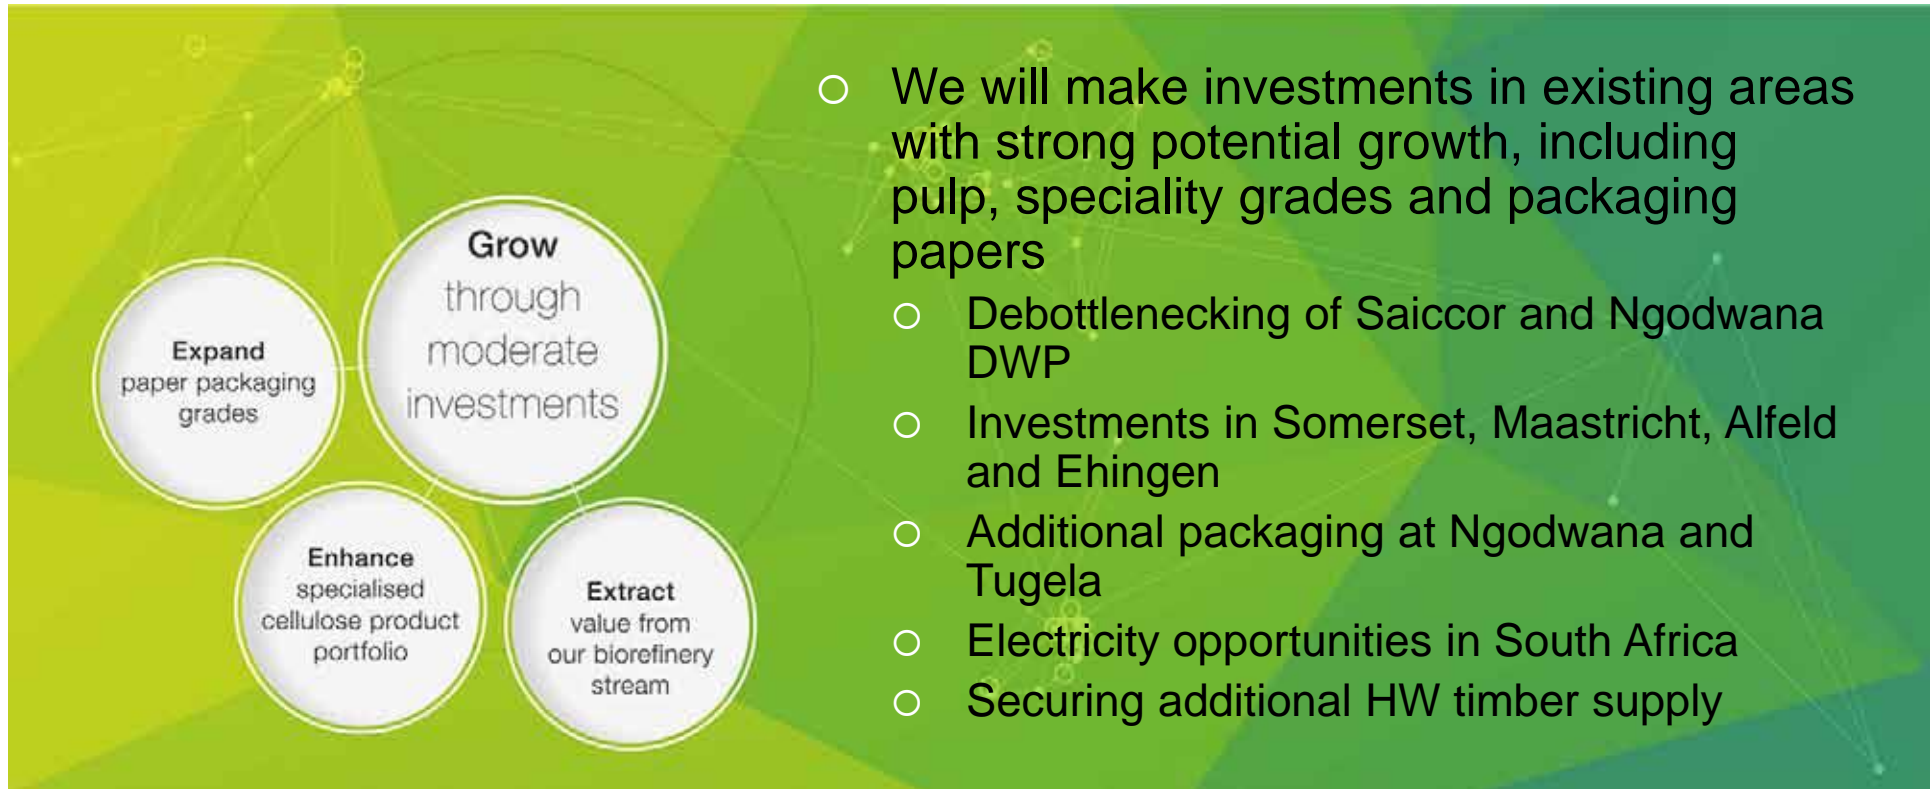 Grow
through
moderate
investments
Expand
paper packaging
grades
Enhance
specialised
cellulose product
portfolio
Extract
value from
our biorefinery
stream
We will make investments in existing areas
with strong potential growth, including
pulp, speciality grades and packaging
papers
Debottlenecking of Saiccor and Ngodwana
DWP
Investments in Somerset, Maastricht, Alfeld
and Ehingen
Additional packaging at Ngodwana and
Tugela
Electricity opportunities in South Africa
Securing additional HW timber supply